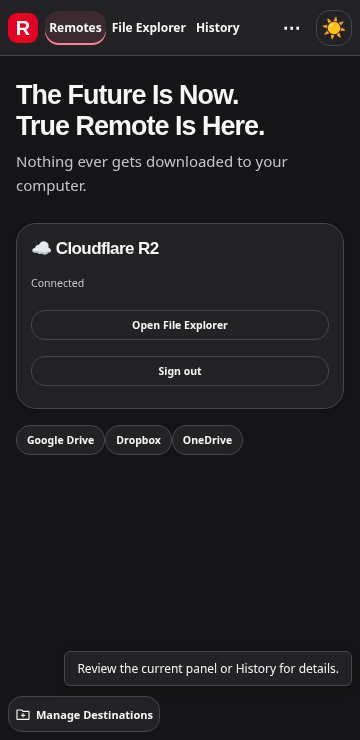 R
Remotes
File Explorer
History
...
The Future Is Now.
True Remote Is Here.
Nothing ever gets downloaded to your
computer.
Cloudflare R2
Connected
Open File Explorer
Sign out
Google Drive
Dropbox
OneDrive
Review the current panel or History for details.
Manage Destinations